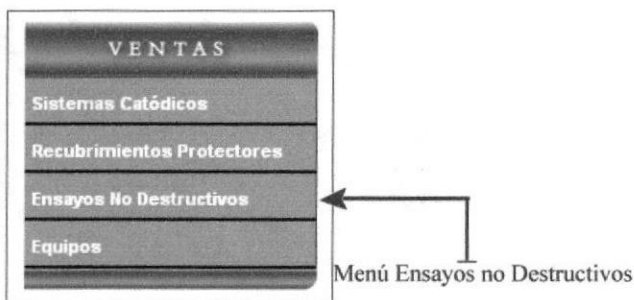 VENTAS
Sistemas Catódicos
Recubrimientos Protectores
Ensayos No Destructivos
Equipos
Menú Ensayos no Destructivos